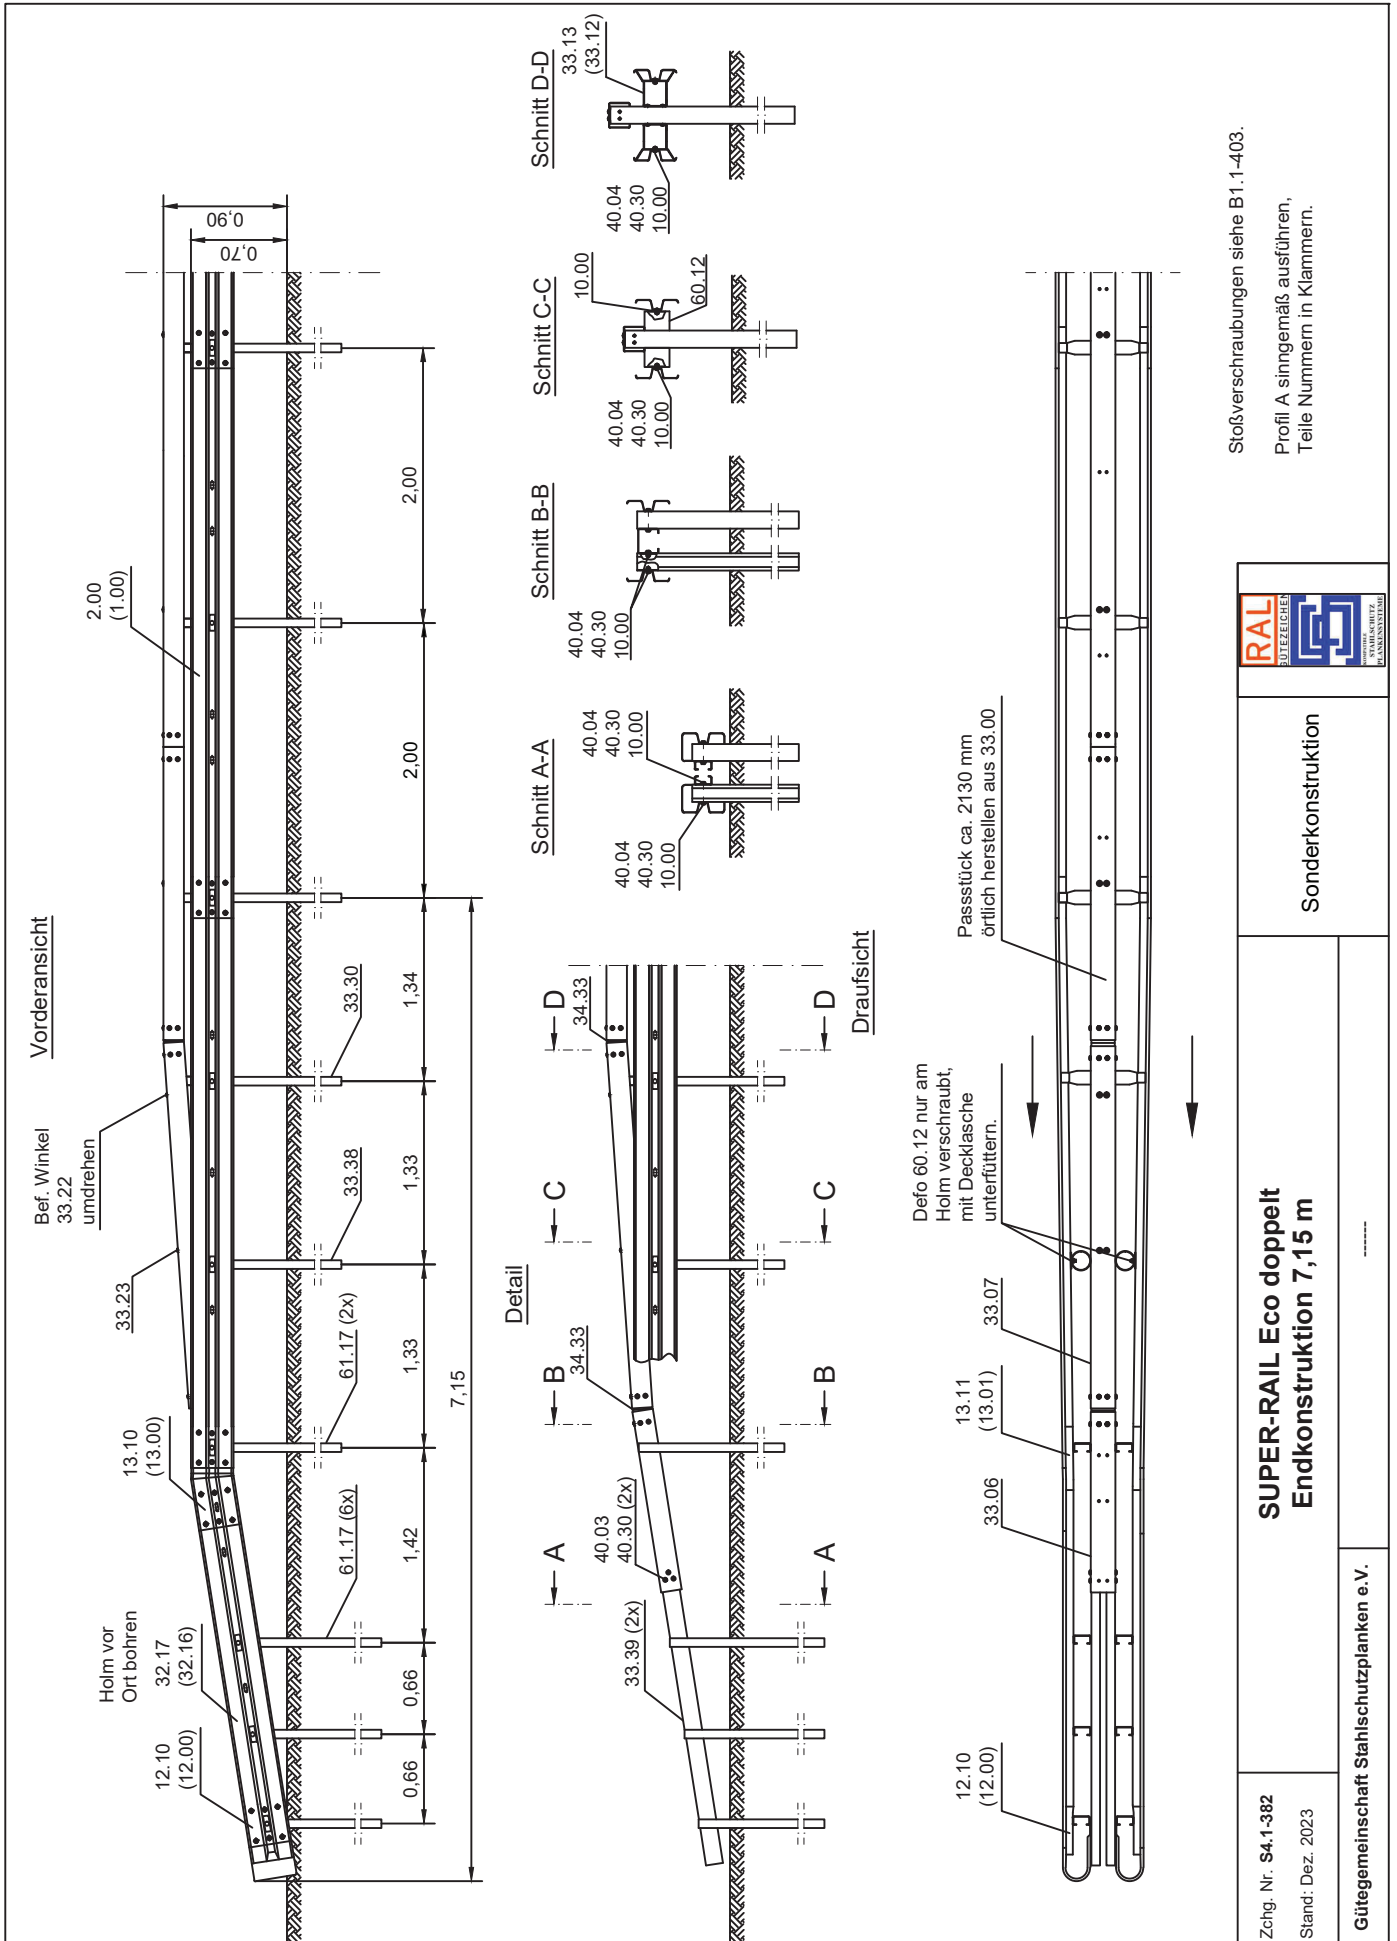 Vorderansicht
Bef. Winkel
33.22
umdrehen
33.23
2.00
(1.00)
0,90
0,70
Holm vor
Ort bohren
32.17
(32.16)
12.10
(12.00)
13.10
(13.00)
61.17 (6x)
61.17 (2x)
33.38
33.30
0,66
0,66
1,42
1,33
1,33
1,34
2,00
2,00
7,15
Detail
A
B
C
D
34.33
34.33
40.03
40.30 (2x)
33.39 (2x)
A
B
C
D
Schnitt A-A
40.04
40.30
10.00
40.04
40.30
10.00
Schnitt B-B
40.04
40.30
10.00
Schnitt C-C
10.00
60.12
40.04
40.30
10.00
Schnitt D-D
33.13
(33.12)
40.04
40.30
10.00
Draufsicht
12.10
(12.00)
33.06
13.11
(13.01)
33.07
Defo 60.12 nur am
Holm verschraubt,
mit Decklasche
unterfüttern.
Passstück ca. 2130 mm
örtlich herstellen aus 33.00
Stoßverschraubungen siehe B1.1-403.
Profil A sinngemäß ausführen,
Teile Nummern in Klammern.
Zchg. Nr. S4.1-382
Stand: Dez. 2023
SUPER-RAIL Eco doppelt
Endkonstruktion 7,15 m
Sonderkonstruktion
RAL
GÜTEZEICHEN
KOMPATIBLE
STAHLSCHUTZ
PLANKENSYSTEME
Gütegemeinschaft Stahlschutzplanken e.V.
------